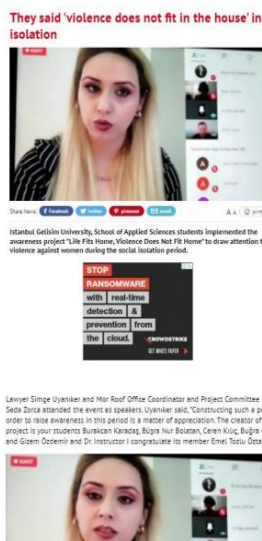 They said 'violence does not fit in the house' in
isolation
Share News: Facebook twitter pinterest email A A print
Istanbul Gelisim University, School of Applied Sciences students implemented the
awareness project "Life Fits Home, Violence Does Not Fit Home" to draw attention t
violence against women during the social isolation period.
STOP
RANSOMWARE
with real-time
detection &
prevention from
the cloud. CROWDSTRIKE
GET WHITE PAPER
Lawyer Simge Uyanıker and Mor Roof Office Coordinator and Project Committee
Seda Zorca attended the event as speakers. Uyanıker said, "Constructing such a p
order to raise awareness in this period is a matter of appreciation. The creator of
project is your students Burakcan Karadaş, Büşra Nur Bolatan, Ceren Kılıç, Buğra
and Gizem Özdemir and Dr. Instructor I congratulate its member Emel Tozlu Özta